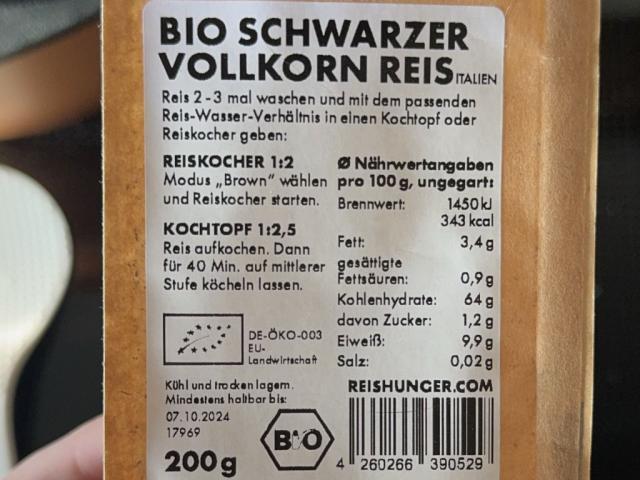 BIO SCHWARZER
VOLLKORN REIS ITALIEN
Reis 2-3 mal waschen und mit dem passenden
Reis-Wasser-Verhältnis in einen Kochtopf oder
Reiskocher geben:
REISKOCHER 1:2
Modus „Brown" wählen
und Reiskocher starten.
KOCHTOPF 1:2,5
Reis aufkochen. Dann
für 40 Min. auf mittlerer
Stufe köcheln lassen.
Ø Nährwertangaben
pro 100 g, ungegart:
Brennwert: 1450 kJ
343 kcal
Fett: 3,4 g
gesättigte
Fettsäuren: 0,9 g
Kohlenhydrate: 64 g
davon Zucker: 1,2 g
Eiweiß: 9,9 g
Salz: 0,02 g
DE-ÖKO-003
EU-
Landwirtschaft
Kühl und trocken lagern.
Mindestens haltbar bis:
07.10.2024
17969
200 g
BIO
REISHUNGER.COM
4 260266 390529